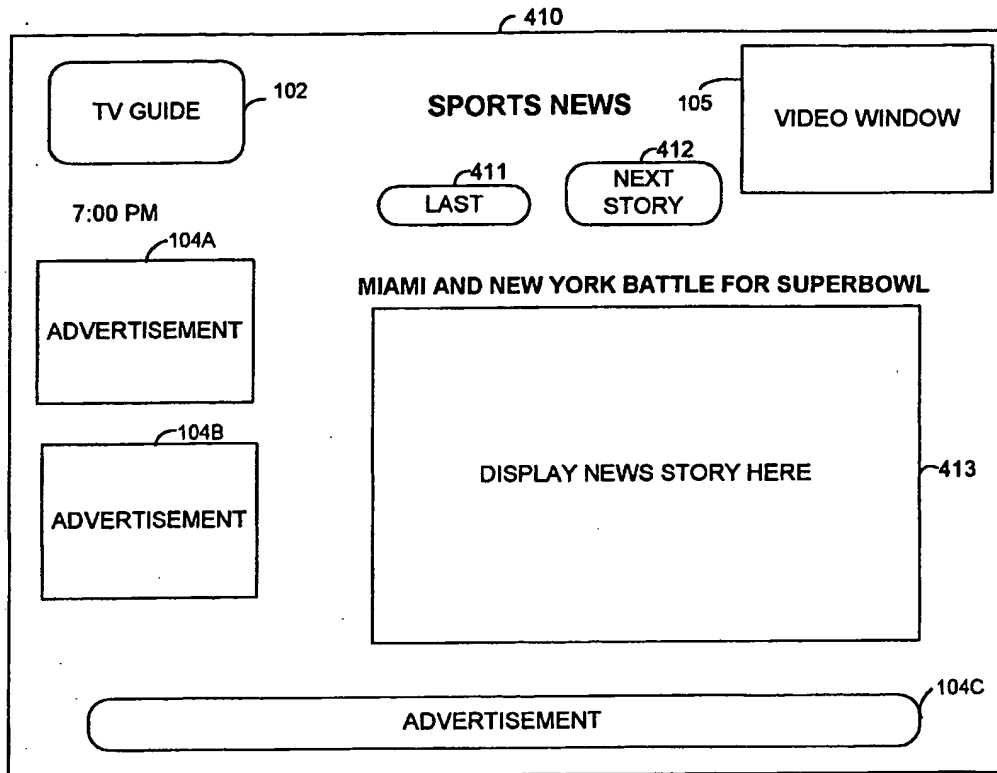 410
TV GUIDE
102
SPORTS NEWS
105
VIDEO WINDOW
411
LAST
412
NEXT
STORY
7:00 PM
104A
ADVERTISEMENT
MIAMI AND NEW YORK BATTLE FOR SUPERBOWL
104B
ADVERTISEMENT
DISPLAY NEWS STORY HERE
413
104C
ADVERTISEMENT